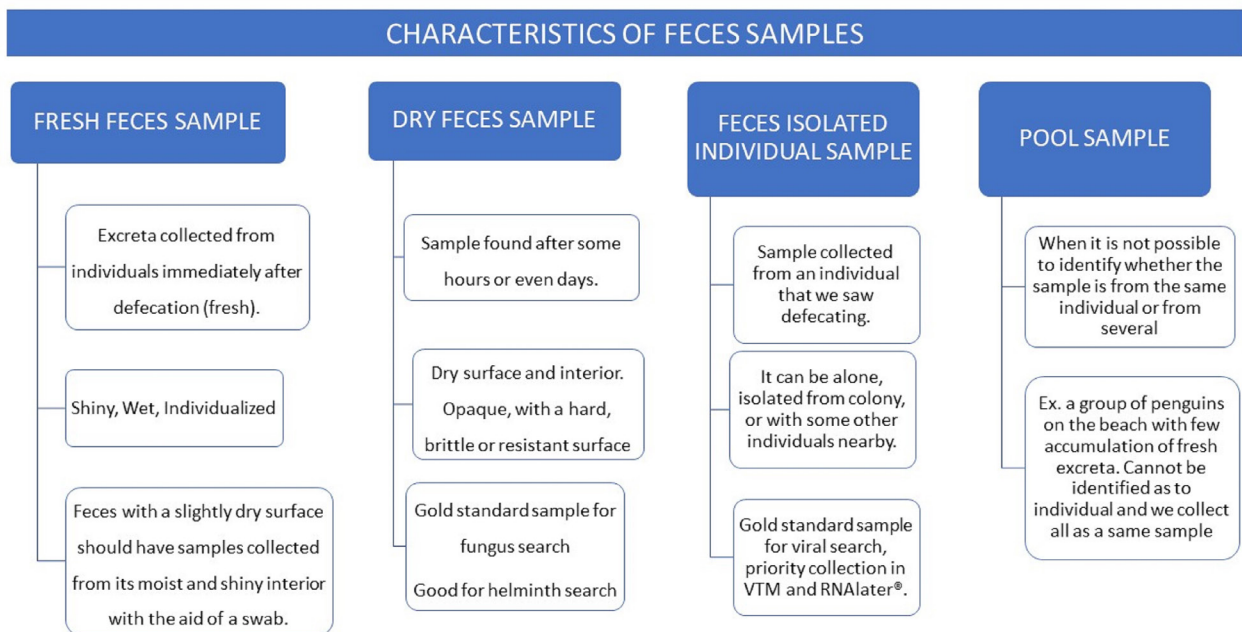 CHARACTERISTICS OF FECES SAMPLES
FRESH FECES SAMPLE
Excreta collected from
individuals immediately after
defecation (fresh).
Shiny, Wet, Individualized
Feces with a slightly dry surface
should have samples collected
from its moist and shiny interior
with the aid of a swab.
DRY FECES SAMPLE
Sample found after some
hours or even days.
Dry surface and interior.
Opaque, with a hard,
brittle or resistant surface
Gold standard sample for
fungus search
Good for helminth search
FECES ISOLATED
INDIVIDUAL SAMPLE
Sample collected
from an individual
that we saw
defecating.
It can be alone,
isolated from colony,
or with some other
individuals nearby.
Gold standard sample
for viral search,
priority collection in
VTM and RNAlater®.
POOL SAMPLE
When it is not possible
to identify whether the
sample is from the same
individual or from
several
Ex. a group of penguins
on the beach with few
accumulation of fresh
excreta. Cannot be
identified as to
individual and we collect
all as a same sample